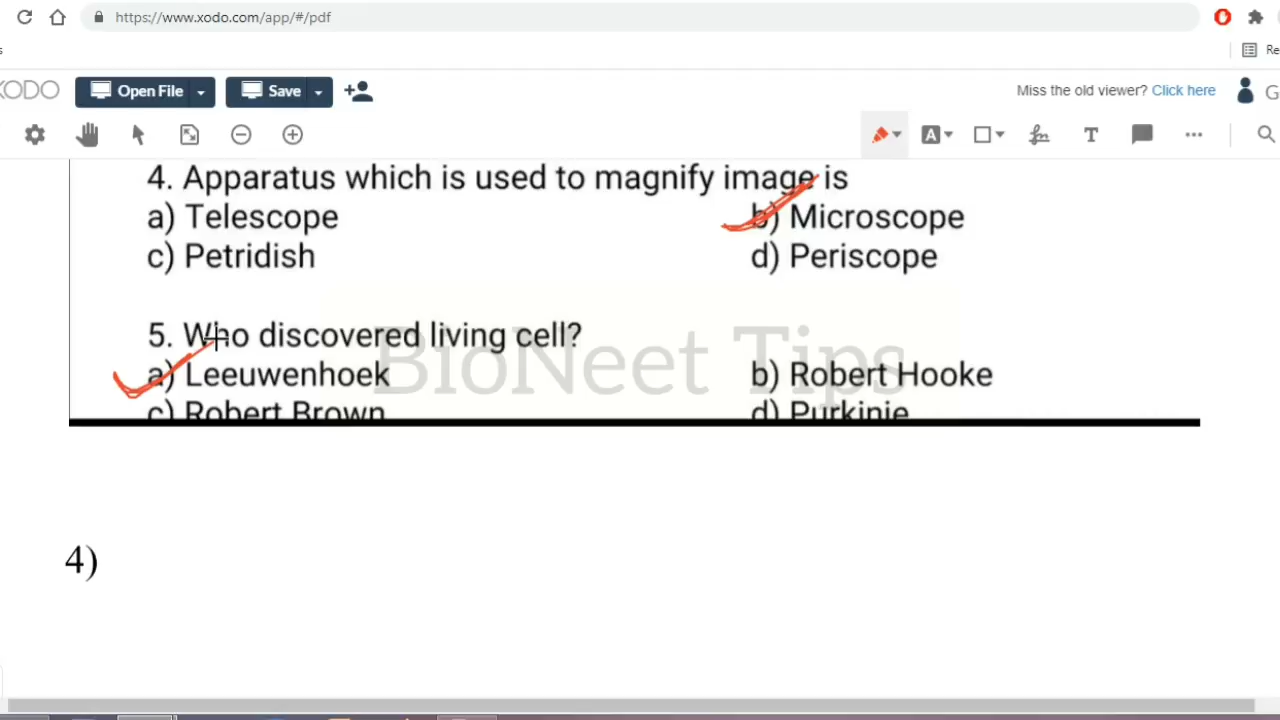 https://www.xodo.com/app/#/pdf
Re
XODO Open File Save Miss the old viewer? Click here G
A T
4. Apparatus which is used to magnify image is
a) Telescope b) Microscope
c) Petridish d) Periscope
5. Who discovered living cell?
BioNeet Tips
a) Leeuwenhoek b) Robert Hooke
c) Robert Brown d) Purkinje
4)